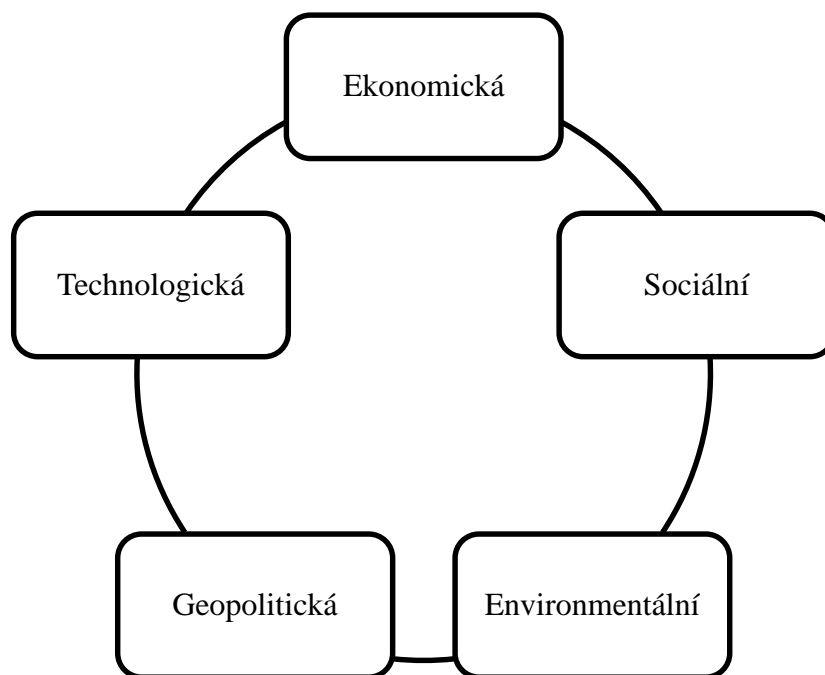 Ekonomická
Technologická
Sociální
Geopolitická
Environmentální